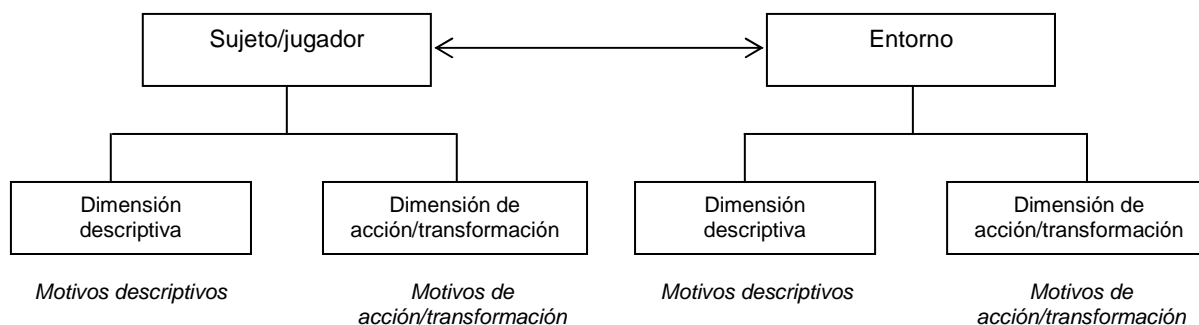 Sujeto/jugador
Entorno
Dimensión
descriptiva
Dimensión de
acción/transformación
Dimensión
descriptiva
Dimensión de
acción/transformación
Motivos descriptivos
Motivos de
acción/transformación
Motivos descriptivos
Motivos de
acción/transformación